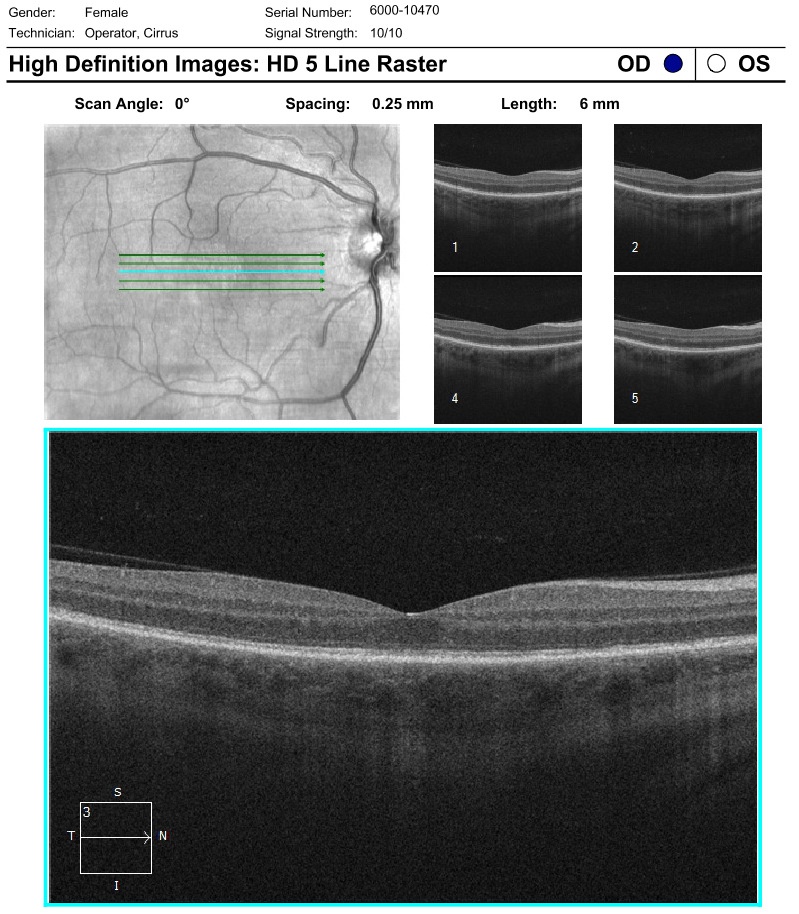 Gender: Female Serial Number: 6000-10470
Technician: Operator, Cirrus Signal Strength: 10/10
High Definition Images: HD 5 Line Raster OD OS
Scan Angle: 0° Spacing: 0.25 mm Length: 6 mm
1 2
4 5
S
3
T N
I